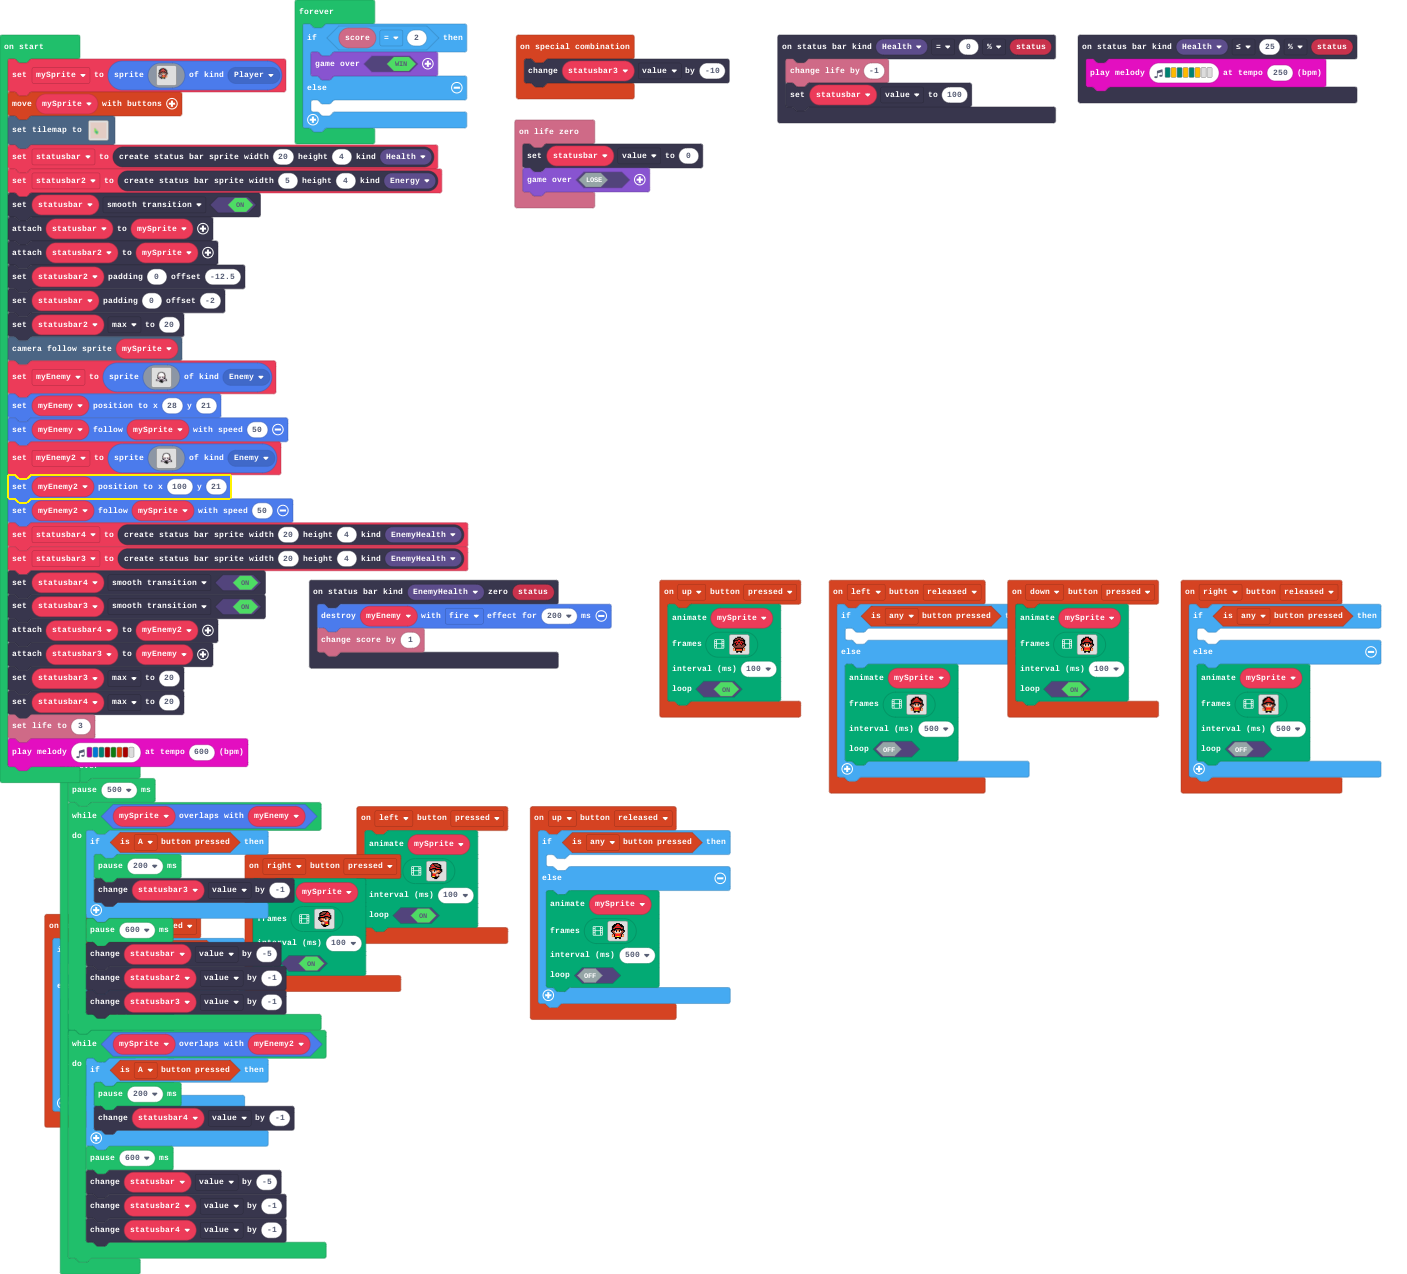 on start
set mySprite to sprite of kind Player
move mySprite with buttons
set tilemap to
set statusbar to create status bar sprite width 20 height 4 kind Health
set statusbar2 to create status bar sprite width 5 height 4 kind Energy
set statusbar smooth transition ON
attach statusbar to mySprite
attach statusbar2 to mySprite
set statusbar2 padding 0 offset -12.5
set statusbar padding 0 offset -2
set statusbar2 max to 20
camera follow sprite mySprite
set myEnemy to sprite of kind Enemy
set myEnemy position to x 28 y 21
set myEnemy follow mySprite with speed 50
set myEnemy2 to sprite of kind Enemy
set myEnemy2 position to x 100 y 21
set myEnemy2 follow mySprite with speed 50
set statusbar4 to create status bar sprite width 20 height 4 kind EnemyHealth
set statusbar3 to create status bar sprite width 20 height 4 kind EnemyHealth
set statusbar4 smooth transition ON
set statusbar3 smooth transition ON
attach statusbar4 to myEnemy2
attach statusbar3 to myEnemy
set statusbar3 max to 20
set statusbar4 max to 20
set life to 3
play melody at tempo 600 (bpm)
forever
if score = 2 then
game over WIN
else
on special combination
change statusbar3 value by -10
on life zero
set statusbar value to 0
game over LOSE
on status bar kind Health = 0 % status
change life by -1
set statusbar value to 100
on status bar kind Health ≤ 25 % status
play melody at tempo 250 (bpm)
on status bar kind EnemyHealth zero status
destroy myEnemy with fire effect for 200 ms
change score by 1
on up button pressed
animate mySprite
frames
interval (ms) 100
loop ON
on left button released
if is any button pressed
else
animate mySprite
frames
interval (ms) 500
loop OFF
on down button pressed
animate mySprite
frames
interval (ms) 100
loop ON
on right button released
if is any button pressed then
else
animate mySprite
frames
interval (ms) 500
loop OFF
pause 500 ms
while mySprite overlaps with myEnemy
do
if is A button pressed then
pause 200 ms
change statusbar3 value by -1
pause 600 ms
change statusbar value by -5
change statusbar2 value by -1
change statusbar3 value by -1
while mySprite overlaps with myEnemy2
do
if is A button pressed then
pause 200 ms
change statusbar4 value by -1
pause 600 ms
change statusbar value by -5
change statusbar2 value by -1
change statusbar4 value by -1
on
on left button pressed
animate mySprite
interval (ms) 100
loop ON
on right button pressed
mySprite
frames
interval (ms) 100
ON
on up button released
if is any button pressed then
else
animate mySprite
frames
interval (ms) 500
loop OFF